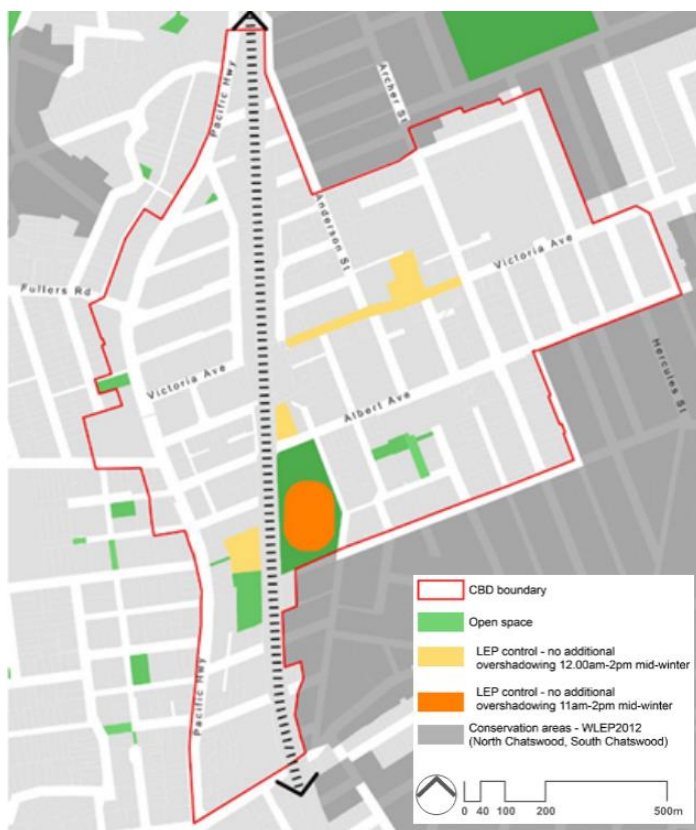 Pacific Hwy
Archer St
Anderson St
Victoria Ave
Fullers Rd
Victoria Ave
Albert Ave
Hercules St
Pacific Hwy
CBD boundary
Open space
LEP control - no additional
overshadowing 12.00am-2pm mid-winter
LEP control - no additional
overshadowing 11am-2pm mid-winter
Conservation areas - WLEP2012
(North Chatswood, South Chatswood)
0 40 100 200 500m